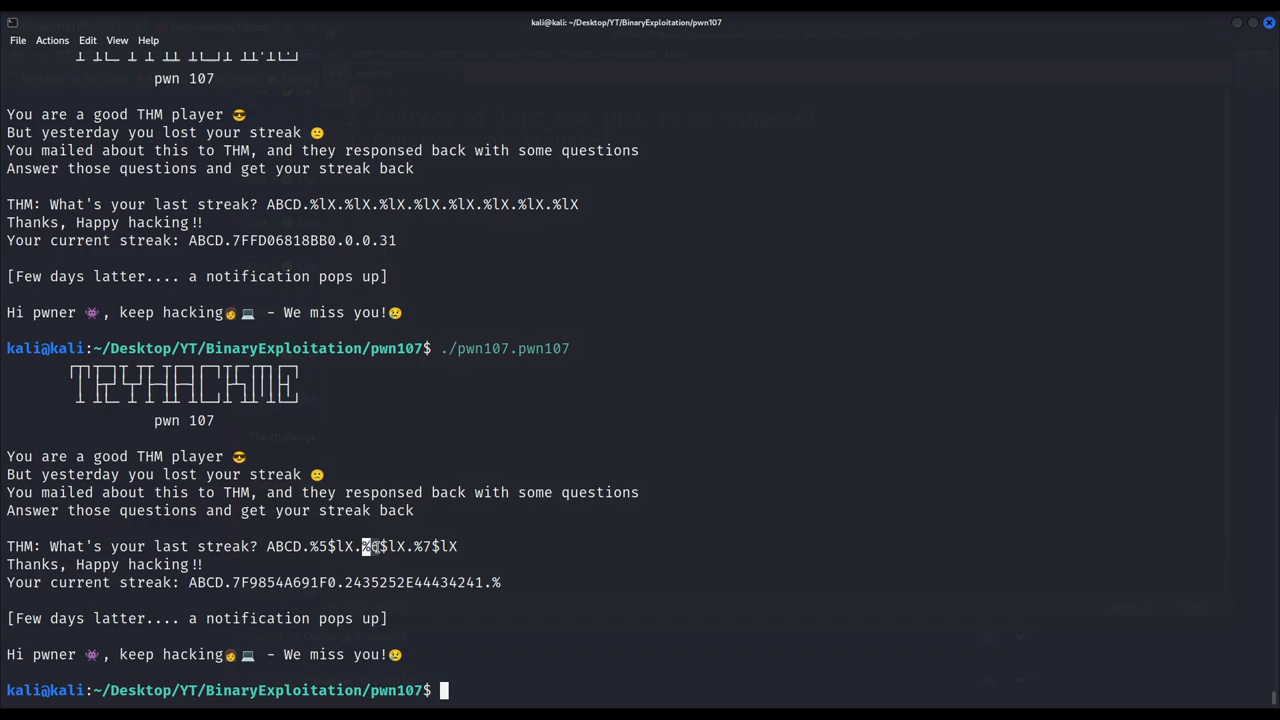 kali@kali: ~/Desktop/YT/BinaryExploitation/pwn107
File Actions Edit View Help
pwn 107
You are a good THM player 😎
But yesterday you lost your streak 🙁
You mailed about this to THM, and they responsed back with some questions
Answer those questions and get your streak back
THM: What's your last streak? ABCD.%lX.%lX.%lX.%lX.%lX.%lX.%lX.%lX
Thanks, Happy hacking!!
Your current streak: ABCD.7FFD06818BB0.0.0.31
[Few days latter.... a notification pops up]
Hi pwner 👾, keep hacking👩💻 - We miss you!😢
kali@kali:~/Desktop/YT/BinaryExploitation/pwn107$ ./pwn107.pwn107
TRYHACKME
pwn 107
You are a good THM player 😎
But yesterday you lost your streak 🙁
You mailed about this to THM, and they responsed back with some questions
Answer those questions and get your streak back
THM: What's your last streak? ABCD.%5$lX.%6$lX.%7$lX
Thanks, Happy hacking!!
Your current streak: ABCD.7F9854A691F0.2435252E44434241.%
[Few days latter.... a notification pops up]
Hi pwner 👾, keep hacking👩💻 - We miss you!😢
kali@kali:~/Desktop/YT/BinaryExploitation/pwn107$